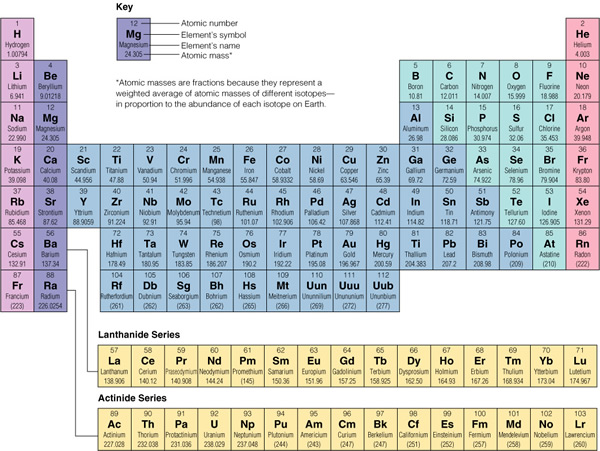 Key
1
12 Atomic number
2
H
Mg Element's symbol
He
Hydrogen
Magnesium Element's name
Helium
1.00794
24.305 Atomic mass*
4.003
*Atomic masses are fractions because they represent a
weighted average of atomic masses of different isotopes—
in proportion to the abundance of each isotope on Earth.
3 4 5 6 7 8 9 10
Li Be B C N O F Ne
Lithium Beryllium Boron Carbon Nitrogen Oxygen Fluorine Neon
6.941 9.01218 10.81 12.011 14.007 15.999 18.988 20.179
11 12 13 14 15 16 17 18
Na Mg Al Si P S Cl Ar
Sodium Magnesium Aluminum Silicon Phosphorus Sulfur Chlorine Argon
22.990 24.305 26.98 28.086 30.974 32.06 35.453 39.948
19 20 21 22 23 24 25 26 27 28 29 30 31 32 33 34 35 36
K Ca Sc Ti V Cr Mn Fe Co Ni Cu Zn Ga Ge As Se Br Kr
Potassium Calcium Scandium Titanium Vanadium Chromium Manganese Iron Cobalt Nickel Copper Zinc Gallium Germanium Arsenic Selenium Bromine Krypton
39.098 40.08 44.956 47.88 50.94 51.996 54.938 55.847 58.9332 58.69 63.546 65.39 69.72 72.59 74.922 78.96 79.904 83.80
37 38 39 40 41 42 43 44 45 46 47 48 49 50 51 52 53 54
Rb Sr Y Zr Nb Mo Tc Ru Rh Pd Ag Cd In Sn Sb Te I Xe
Rubidium Strontium Yttrium Zirconium Niobium Molybdenum Technetium Ruthenium Rhodium Palladium Silver Cadmium Indium Tin Antimony Tellurium Iodine Xenon
85.468 87.62 88.9059 91.224 92.91 95.94 (98) 101.07 102.906 106.42 107.868 112.41 114.82 118.71 121.75 127.60 126.905 131.29
55 56 72 73 74 75 76 77 78 79 80 81 82 83 84 85 86
Cs Ba Hf Ta W Re Os Ir Pt Au Hg Tl Pb Bi Po At Rn
Cesium Barium Hafnium Tantalum Tungsten Rhenium Osmium Iridium Platinum Gold Mercury Thallium Lead Bismuth Polonium Astatine Radon
132.91 137.34 178.49 180.95 183.85 186.207 190.2 192.22 195.08 196.967 200.59 204.383 207.2 208.98 (209) (210) (222)
87 88 104 105 106 107 108 109 110 111 112
Fr Ra Rf Db Sg Bh Hs Mt Uun Uuu Uub
Francium Radium Rutherfordium Dubnium Seaborgium Bohrium Hassium Meitnerium Ununnilium Unununium Ununbium
(223) 226.0254 (261) (262) (263) (262) (265) (266) (269) (272) (277)
Lanthanide Series
57 58 59 60 61 62 63 64 65 66 67 68 69 70 71
La Ce Pr Nd Pm Sm Eu Gd Tb Dy Ho Er Tm Yb Lu
Lanthanum Cerium Praseodymium Neodymium Promethium Samarium Europium Gadolinium Terbium Dysprosium Holmium Erbium Thulium Ytterbium Lutetium
138.906 140.12 140.908 144.24 (145) 150.36 151.96 157.25 158.925 162.50 164.93 167.26 168.934 173.04 174.967
Actinide Series
89 90 91 92 93 94 95 96 97 98 99 100 101 102 103
Ac Th Pa U Np Pu Am Cm Bk Cf Es Fm Md No Lr
Actinium Thorium Protactinium Uranium Neptunium Plutonium Americium Curium Berkelium Californium Einsteinium Fermium Mendelevium Nobelium Lawrencium
227.028 232.038 231.036 238.029 237.048 (244) (243) (247) (247) (251) (252) (257) (258) (259) (260)